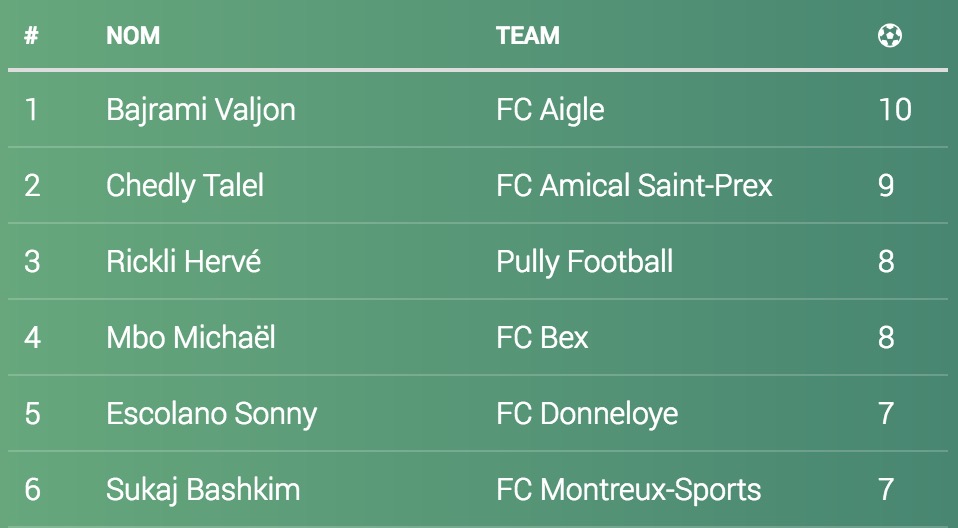 # NOM TEAM
1 Bajrami Valjon FC Aigle 10
2 Chedly Talel FC Amical Saint-Prex 9
3 Rickli Hervé Pully Football 8
4 Mbo Michaël FC Bex 8
5 Escolano Sonny FC Donneloye 7
6 Sukaj Bashkim FC Montreux-Sports 7